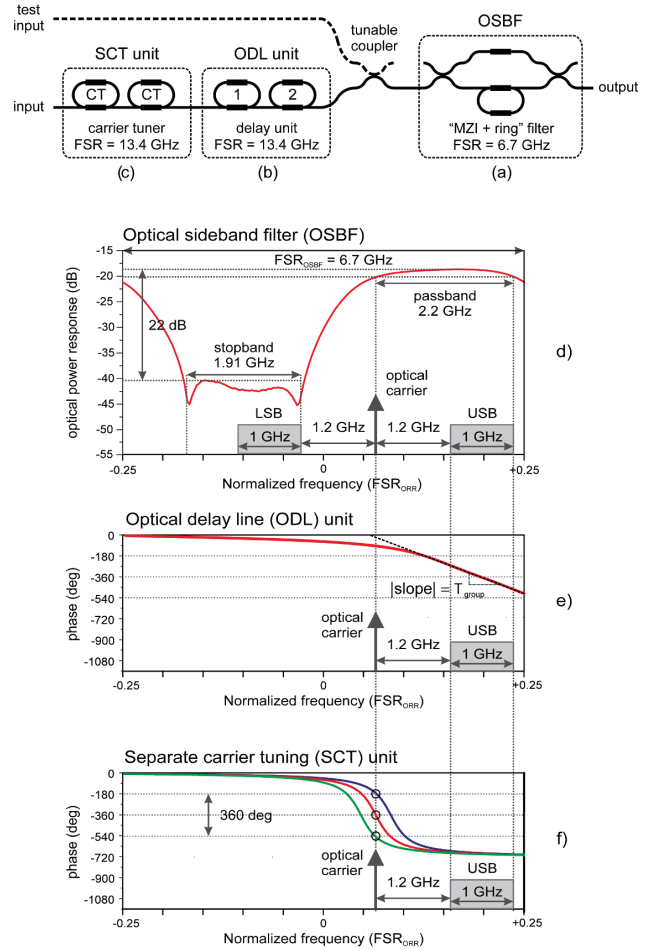 test
input
OSBF
tunable
coupler
SCT unit
ODL unit
CT
CT
1
2
input
output
carrier tuner
FSR = 13.4 GHz
delay unit
FSR = 13.4 GHz
“MZI + ring” filter
FSR = 6.7 GHz
(c)
(b)
(a)
Optical sideband filter (OSBF)
-15
-20
-25
-30
-35
-40
-45
-50
-55
optical power response (dB)
FSR_OSBF = 6.7 GHz
passband
2.2 GHz
22 dB
stopband
1.91 GHz
optical
carrier
LSB
1 GHz
1.2 GHz
1.2 GHz
USB
1 GHz
d)
-0.25
0
+0.25
Normalized frequency (FSR_ORR)
Optical delay line (ODL) unit
0
-180
-360
-540
-720
-900
-1080
phase (deg)
|slope| = T_group
optical
carrier
1.2 GHz
USB
1 GHz
e)
-0.25
0
+0.25
Normalized frequency (FSR_ORR)
Separate carrier tuning (SCT) unit
0
-180
-360
-540
-720
-900
-1080
phase (deg)
360 deg
optical
carrier
1.2 GHz
USB
1 GHz
f)
-0.25
0
+0.25
Normalized frequency (FSR_ORR)